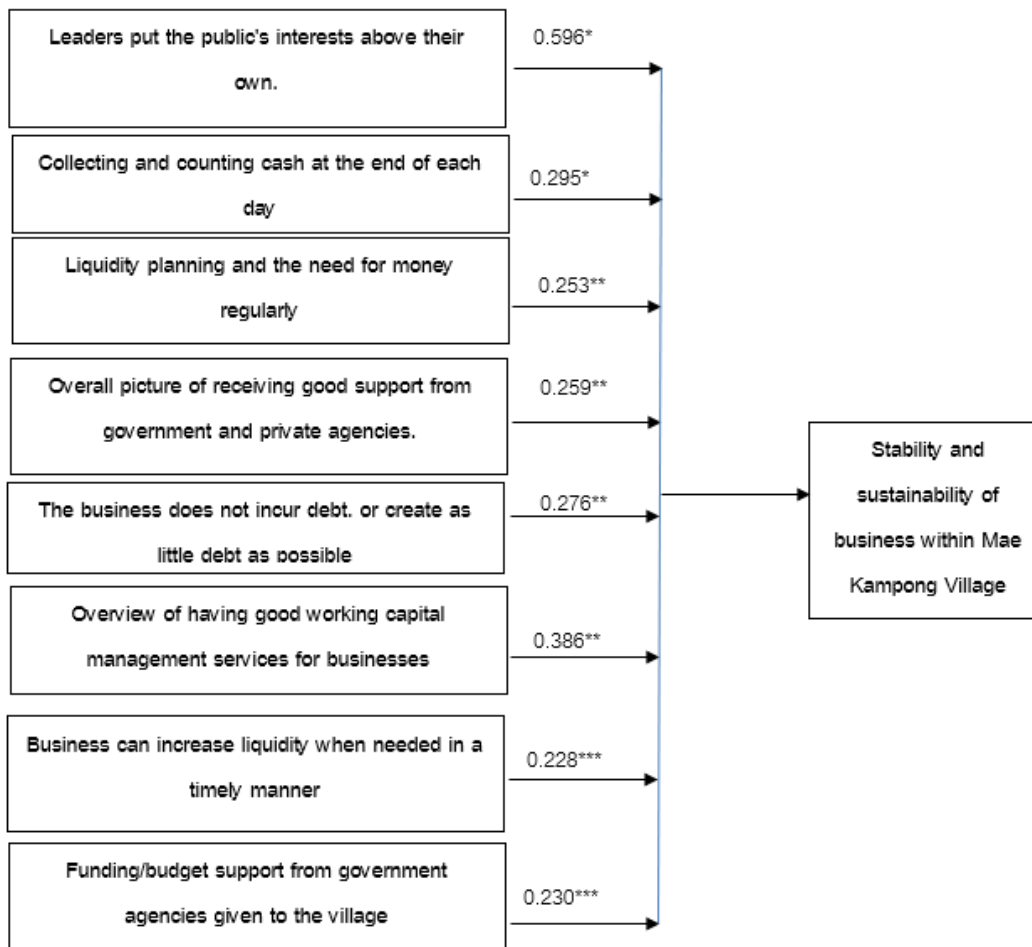 Leaders put the public's interests above their
own.
0.596*
Collecting and counting cash at the end of each
day
0.295*
Liquidity planning and the need for money
regularly
0.253**
Overall picture of receiving good support from
government and private agencies.
0.259**
The business does not incur debt. or create as
little debt as possible
0.276**
Overview of having good working capital
management services for businesses
0.386**
Business can increase liquidity when needed in a
timely manner
0.228***
Funding/budget support from government
agencies given to the village
0.230***
Stability and
sustainability of
business within Mae
Kampong Village